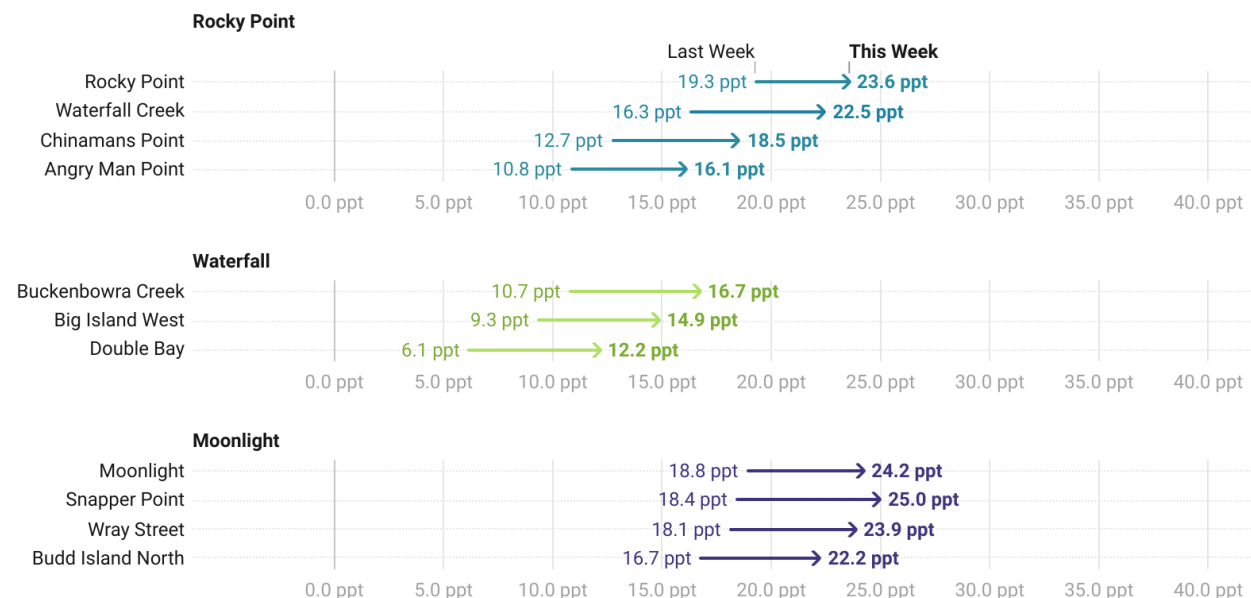 Rocky Point
Last Week This Week
Rocky Point 19.3 ppt 23.6 ppt
Waterfall Creek 16.3 ppt 22.5 ppt
Chinamans Point 12.7 ppt 18.5 ppt
Angry Man Point 10.8 ppt 16.1 ppt
0.0 ppt 5.0 ppt 10.0 ppt 15.0 ppt 20.0 ppt 25.0 ppt 30.0 ppt 35.0 ppt 40.0 ppt
Waterfall
Buckenbowra Creek 10.7 ppt 16.7 ppt
Big Island West 9.3 ppt 14.9 ppt
Double Bay 6.1 ppt 12.2 ppt
0.0 ppt 5.0 ppt 10.0 ppt 15.0 ppt 20.0 ppt 25.0 ppt 30.0 ppt 35.0 ppt 40.0 ppt
Moonlight
Moonlight 18.8 ppt 24.2 ppt
Snapper Point 18.4 ppt 25.0 ppt
Wray Street 18.1 ppt 23.9 ppt
Budd Island North 16.7 ppt 22.2 ppt
0.0 ppt 5.0 ppt 10.0 ppt 15.0 ppt 20.0 ppt 25.0 ppt 30.0 ppt 35.0 ppt 40.0 ppt